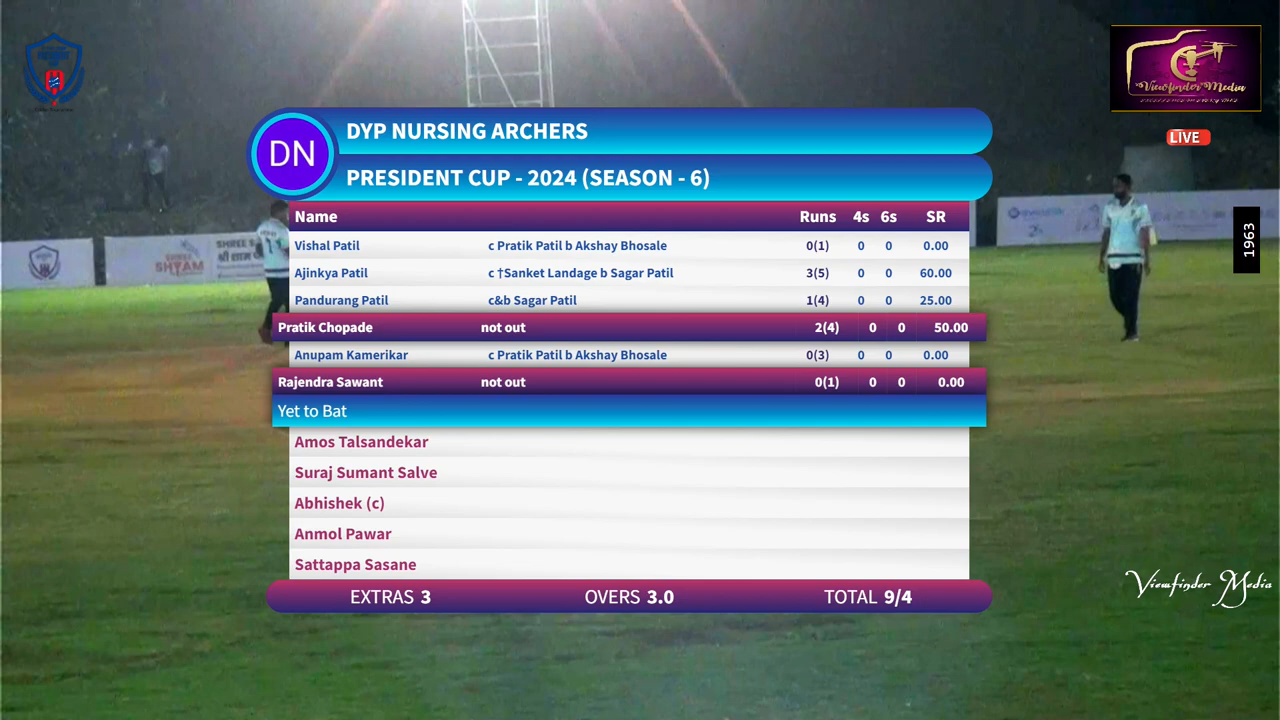 Viewfinder Media
LIVE
DN
DYP NURSING ARCHERS
PRESIDENT CUP - 2024 (SEASON - 6)
Name Runs 4s 6s SR
Vishal Patil c Pratik Patil b Akshay Bhosale 0(1) 0 0 0.00
Ajinkya Patil c †Sanket Landage b Sagar Patil 3(5) 0 0 60.00
Pandurang Patil c&b Sagar Patil 1(4) 0 0 25.00
Pratik Chopade not out 2(4) 0 0 50.00
Anupam Kamerikar c Pratik Patil b Akshay Bhosale 0(3) 0 0 0.00
Rajendra Sawant not out 0(1) 0 0 0.00
Yet to Bat
Amos Talsandekar
Suraj Sumant Salve
Abhishek (c)
Anmol Pawar
Sattappa Sasane
EXTRAS 3 OVERS 3.0 TOTAL 9/4
1963
SHREE
SHYAM
श्री शाम
Viewfinder Media